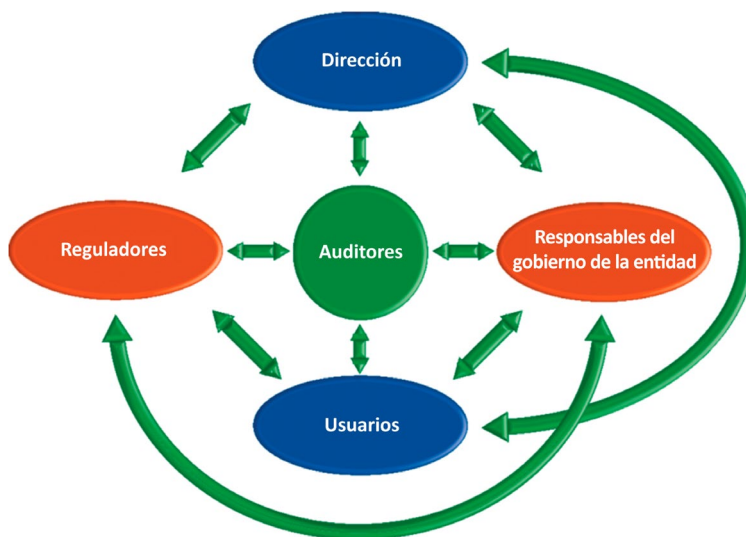 Dirección
Reguladores
Auditores
Responsables del
gobierno de la entidad
Usuarios